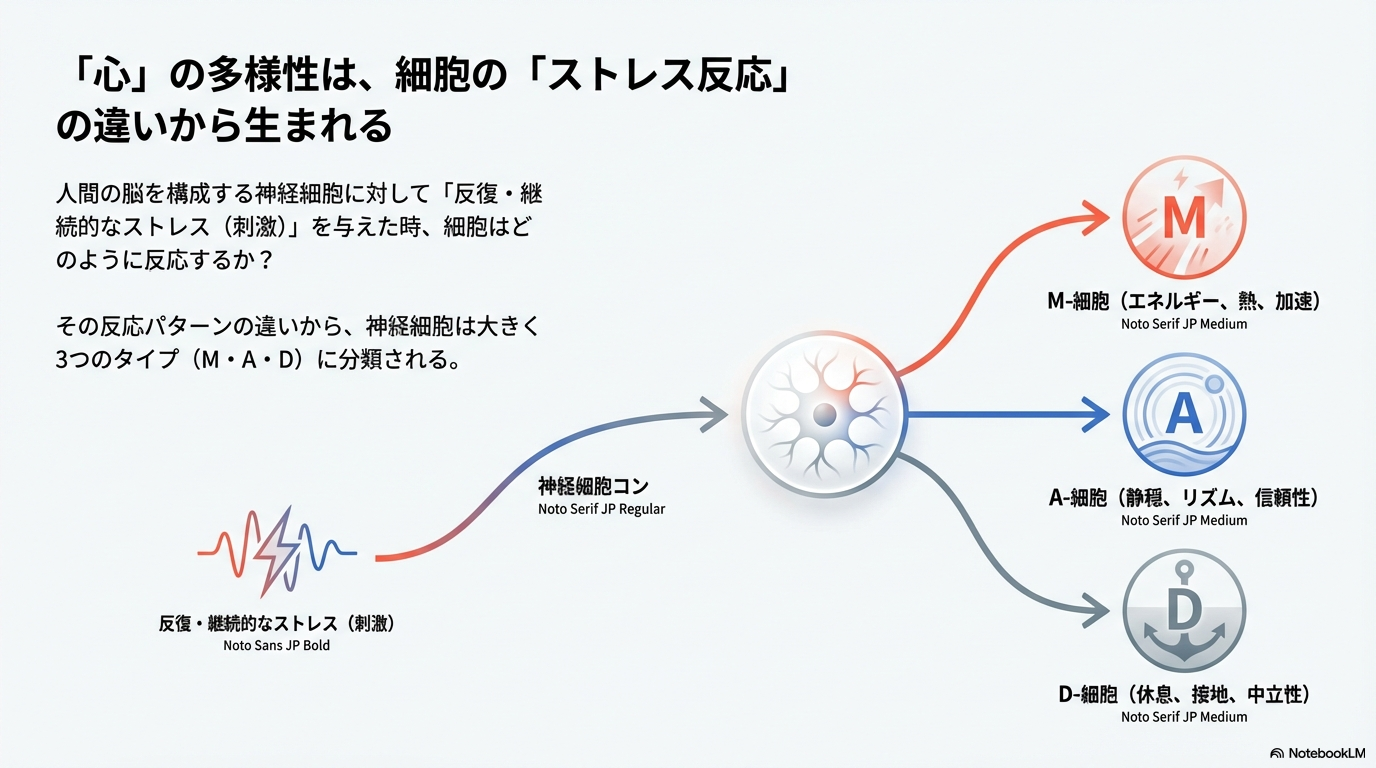 「心」の多様性は、細胞の「ストレス反応」
の違いから生まれる
人間の脳を構成する神経細胞に対して「反復・継
続的なストレス（刺激）」を与えた時、細胞はど
のように反応するか？
その反応パターンの違いから、神経細胞は大きく
3つのタイプ（M・A・D）に分類される。
反復・継続的なストレス（刺激）
Noto Sans JP Bold
神経細胞コン
Noto Serif JP Regular
M
M-細胞（エネルギー、熱、加速）
Noto Serif JP Medium
A
A-細胞（静穏、リズム、信頼性）
Noto Serif JP Medium
D
D-細胞（休息、接地、中立性）
Noto Serif JP Medium
NotebookLM